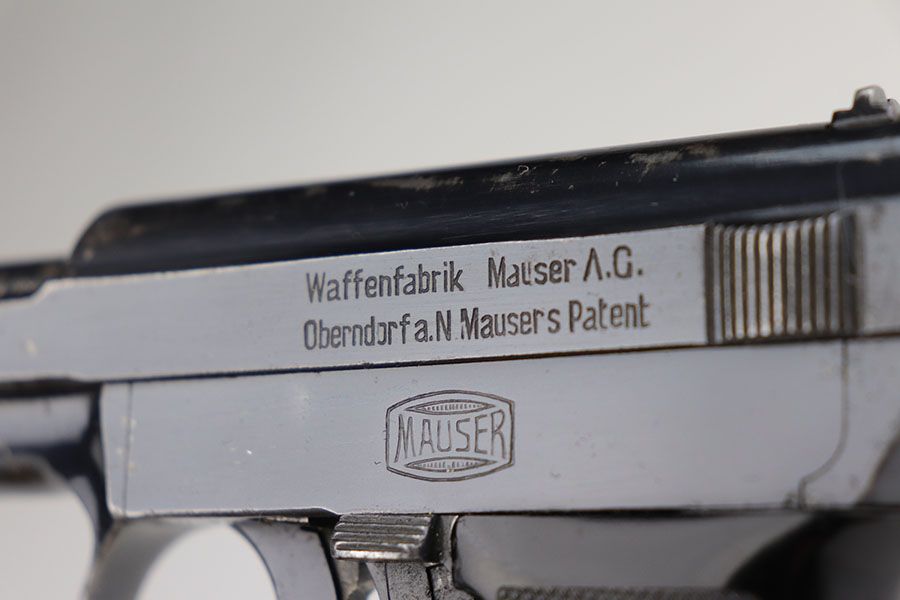 Waffenfabrik Mauser A.G.
Oberndorf a.N Mausers Patent
MAUSER